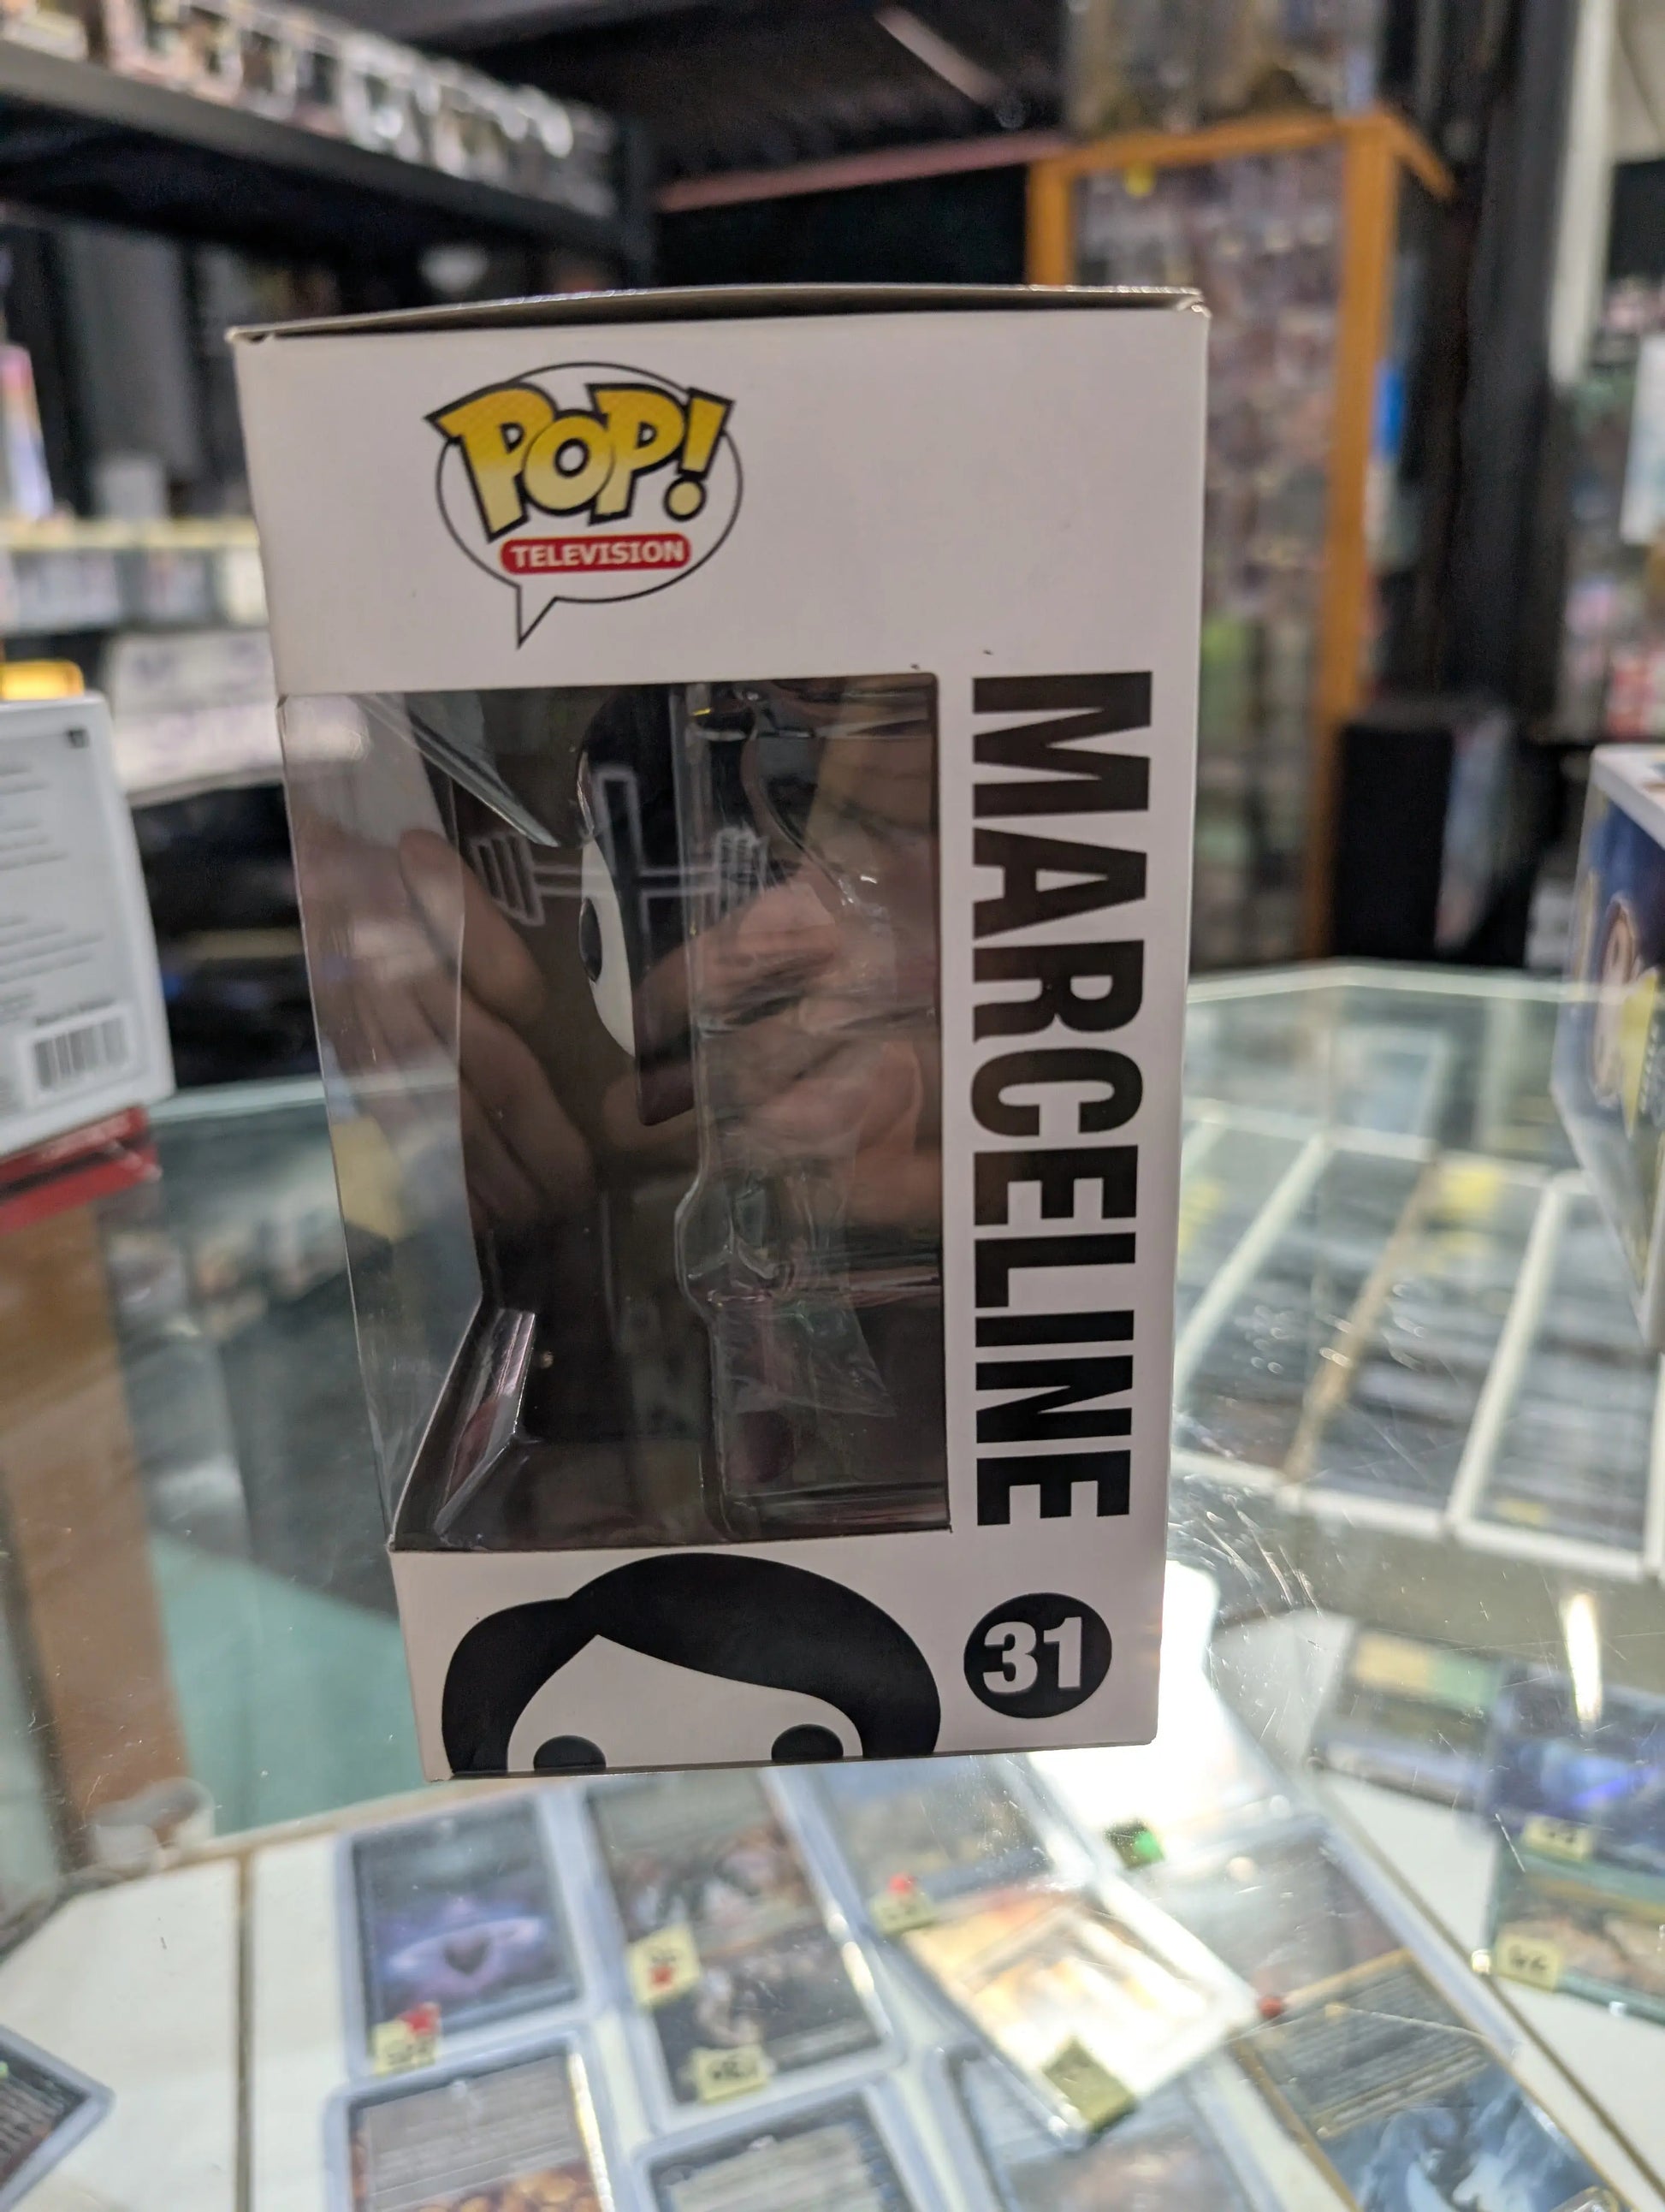 POP!
TELEVISION
MARCELINE
31